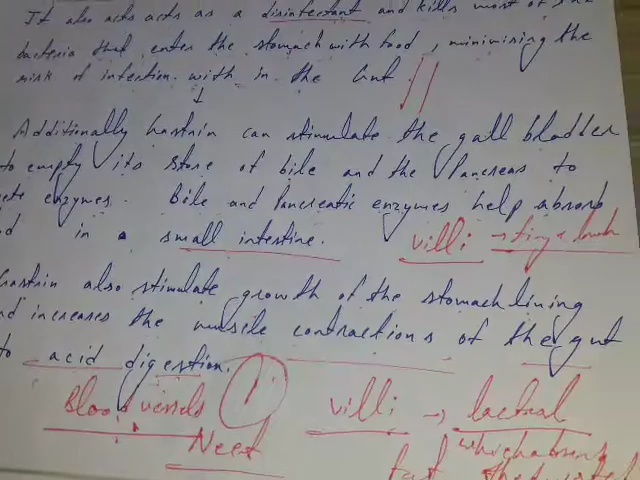 It also acts acts as a disinfectant and kills most of the
bacteria that enter the stomach with food, minimising the
risk of infection. with in the Gut.
Additionally Gastrin can stimulate the gall bladder
to empty its store of bile and the Pancreas to
enzymes. Bile and Pancreatic enzymes help absorb
in a small intestine. villi
Gastrin also stimulate growth of the stomach lining
and increases the muscle contractions of the gut
to acid digestion.
Blood vessels villi → lacteal
Need which absorbs